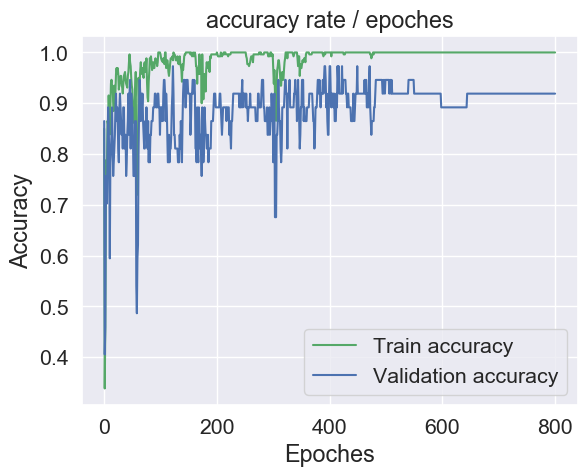 accuracy rate / epoches
1.0
0.9
0.8
0.7
0.6
0.5
0.4
Accuracy
Train accuracy
Validation accuracy
0
200
400
600
800
Epoches